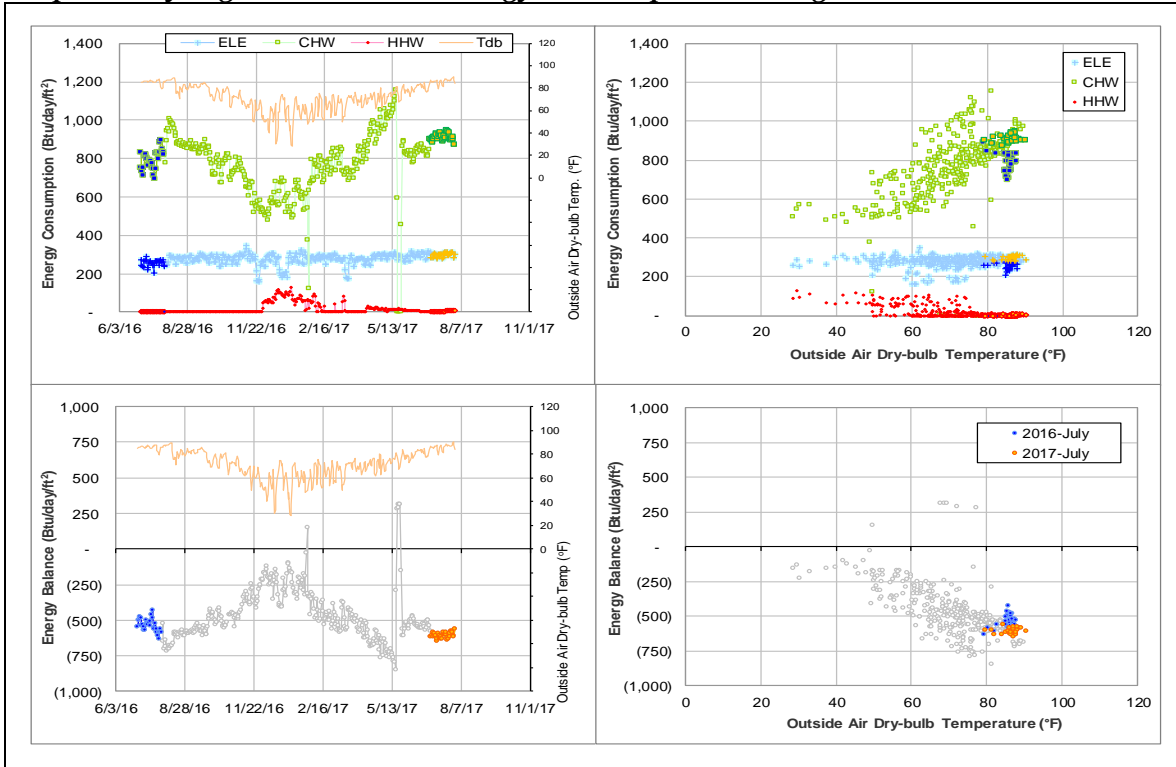 ELE CHW HHW Tdb
1,400
1,200
1,000
800
600
400
200
-
Energy Consumption (Btu/day/ft²)
120
100
80
60
40
20
0
Outside Air Dry-bulb Temp. (°F)
6/3/16 8/28/16 11/22/16 2/16/17 5/13/17 8/7/17 11/1/17
1,400
1,200
1,000
800
600
400
200
-
Energy Consumption (Btu/day/ft²)
ELE
CHW
HHW
0 20 40 60 80 100 120
Outside Air Dry-bulb Temperature (°F)
1,000
750
500
250
-
(250)
(500)
(750)
(1,000)
Energy Balance (Btu/day/ft²)
120
100
80
60
40
20
0
Outside Air Dry-bulb Temp (°F)
6/3/16 8/28/16 11/22/16 2/16/17 5/13/17 8/7/17 11/1/17
1,000
750
500
250
-
(250)
(500)
(750)
(1,000)
Energy Balance (Btu/day/ft²)
2016-July
2017-July
0 20 40 60 80 100 120
Outside Air Dry-bulb Temperature (°F)